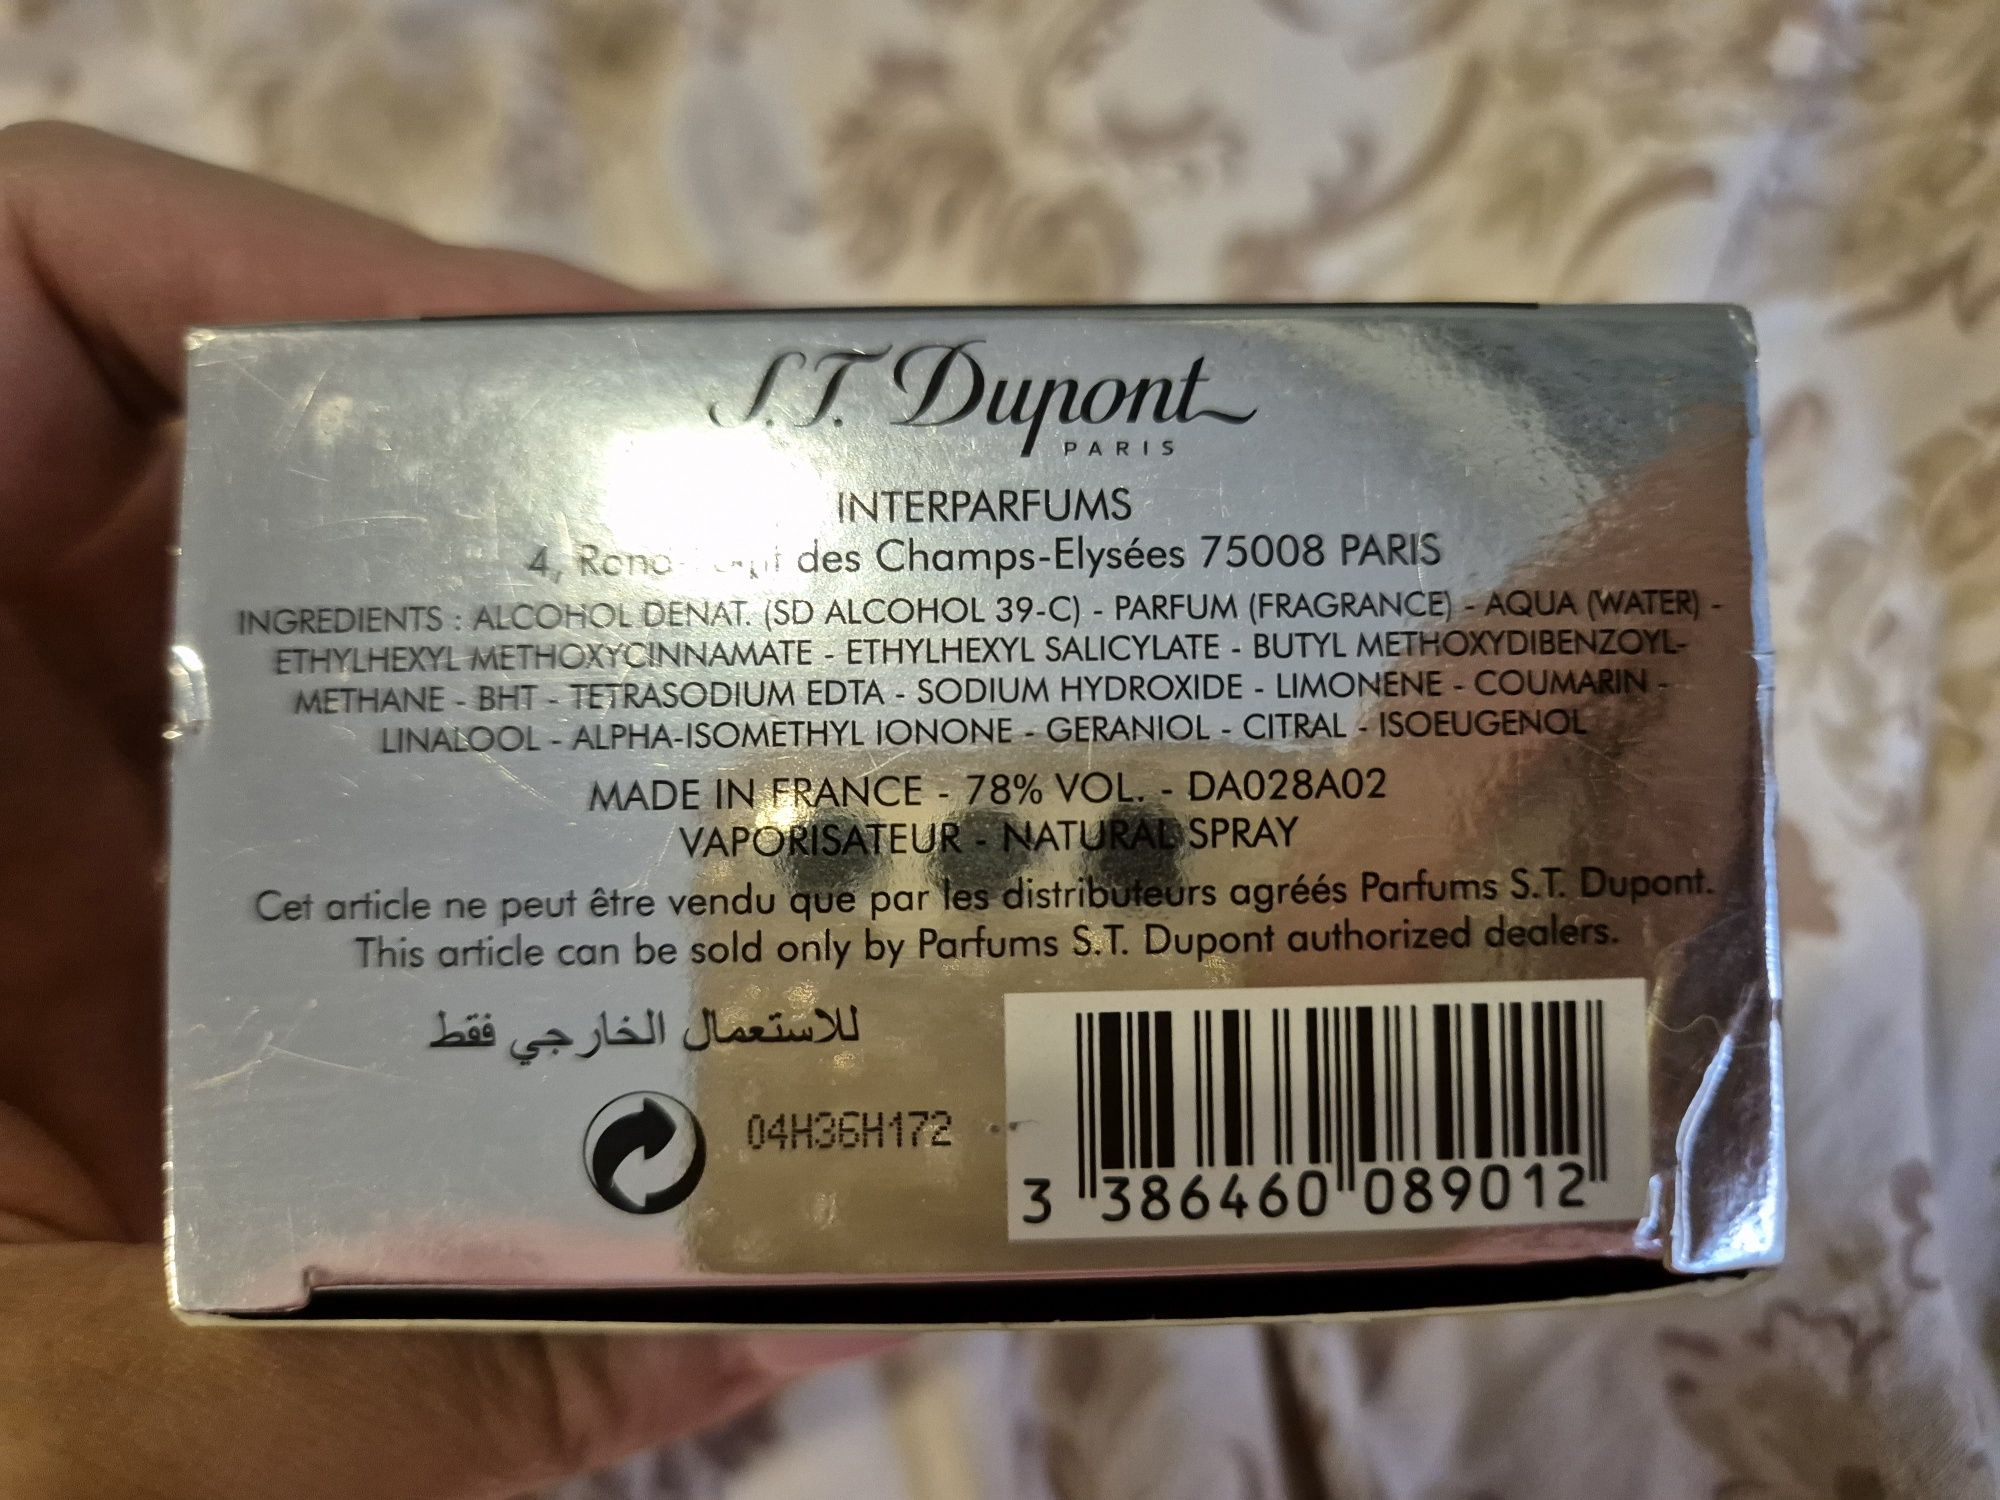 S.T. Dupont
PARIS
INTERPARFUMS
4, des Champs-Elysées 75008 PARIS
INGREDIENTS : ALCOHOL DENAT. (SD ALCOHOL 39-C) - PARFUM (FRAGRANCE) - AQUA (WATER) -
ETHYLHEXYL METHOXYCINNAMATE - ETHYLHEXYL SALICYLATE - BUTYL METHOXYDIBENZOYL-
METHANE - BHT - TETRASODIUM EDTA - SODIUM HYDROXIDE - LIMONENE - COUMARIN -
LINALOOL - ALPHA-ISOMETHYL IONONE - GERANIOL - CITRAL - ISOEUGENOL
MADE IN FRANCE - 78% VOL. - DA028A02
VAPORISATEUR - NATURAL SPRAY
Cet article ne peut être vendu que par les distributeurs agréés Parfums S.T. Dupont.
This article can be sold only by Parfums S.T. Dupont authorized dealers.
للاستعمال الخارجي فقط
04H36H172
3 386460 089012